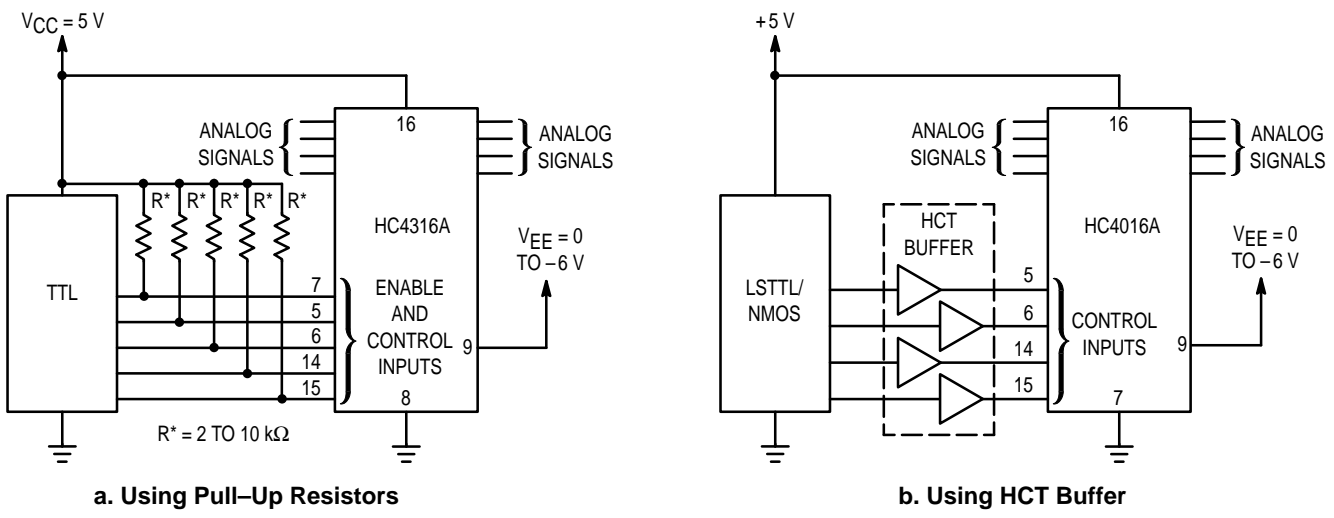 VCC = 5 V
ANALOG
SIGNALS
16
ANALOG
SIGNALS
R* R* R* R* R*
HC4316A
VEE = 0
TO –6 V
TTL
7
5
6
14
15
ENABLE
AND
CONTROL
INPUTS
9
8
R* = 2 TO 10 kΩ
a. Using Pull–Up Resistors
+5 V
ANALOG
SIGNALS
16
ANALOG
SIGNALS
HCT
BUFFER
HC4016A
VEE = 0
TO –6 V
LSTTL/
NMOS
5
6
14
15
CONTROL
INPUTS
9
7
b. Using HCT Buffer